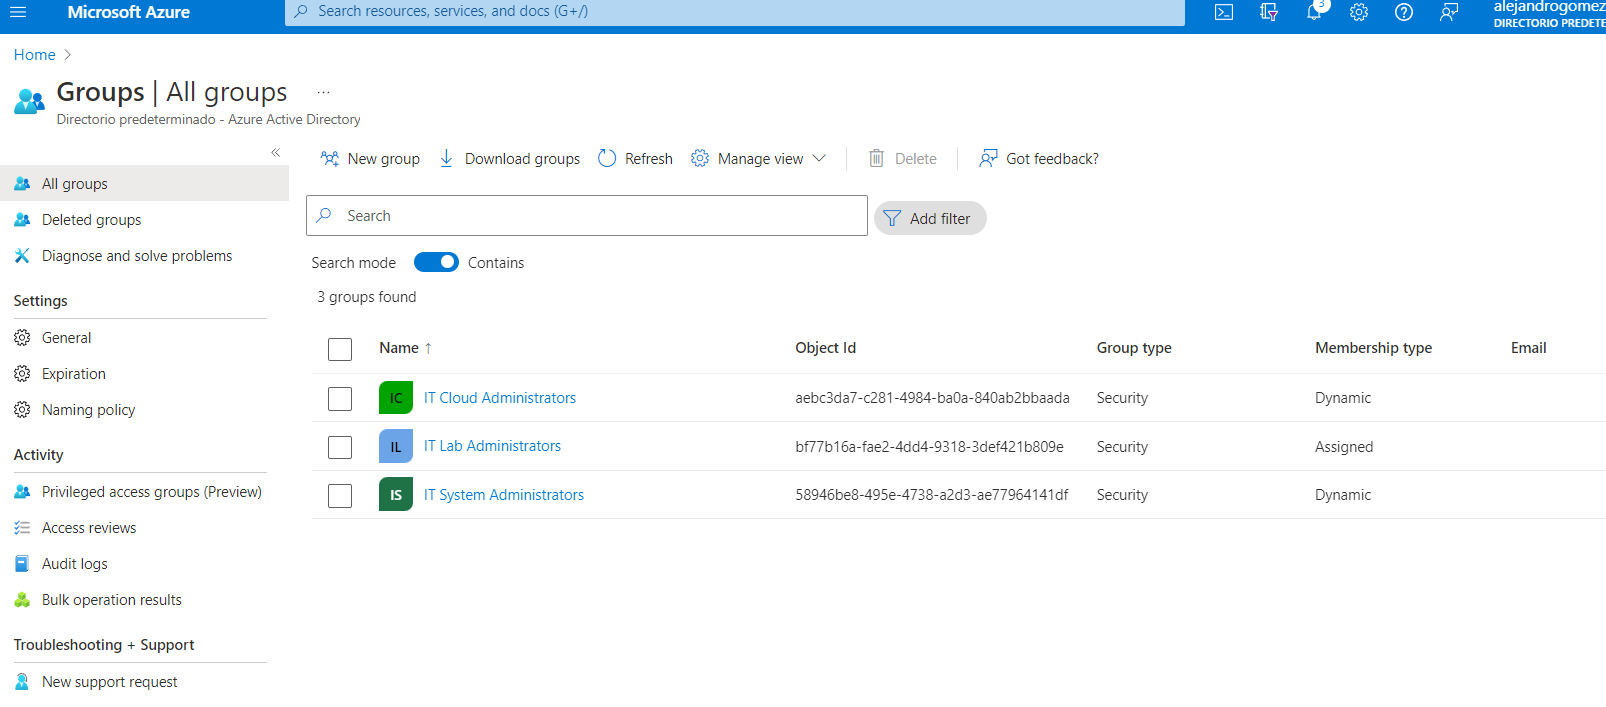 Microsoft Azure
Search resources, services, and docs (G+/)
3
alejandrogomez
DIRECTORIO PREDETE
Home
Groups | All groups ...
Directorio predeterminado - Azure Active Directory
New group
Download groups
Refresh
Manage view
Delete
Got feedback?
All groups
Deleted groups
Diagnose and solve problems
Settings
General
Expiration
Naming policy
Activity
Privileged access groups (Preview)
Access reviews
Audit logs
Bulk operation results
Troubleshooting + Support
New support request
Search
Add filter
Search mode Contains
3 groups found
Name ↑ Object Id Group type Membership type Email
IC IT Cloud Administrators aebc3da7-c281-4984-ba0a-840ab2bbaada Security Dynamic
IL IT Lab Administrators bf77b16a-fae2-4dd4-9318-3def421b809e Security Assigned
IS IT System Administrators 58946be8-495e-4738-a2d3-ae77964141df Security Dynamic